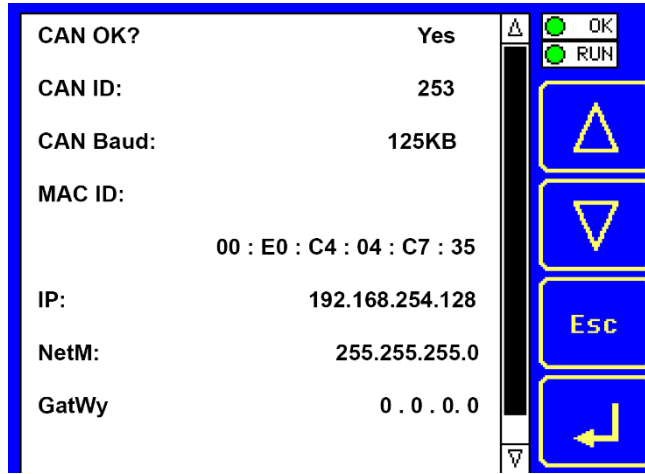 CAN OK? Yes
OK
RUN
CAN ID: 253
CAN Baud: 125KB
MAC ID:
00 : E0 : C4 : 04 : C7 : 35
IP: 192.168.254.128
Esc
NetM: 255.255.255.0
GatWy 0 . 0 . 0. 0